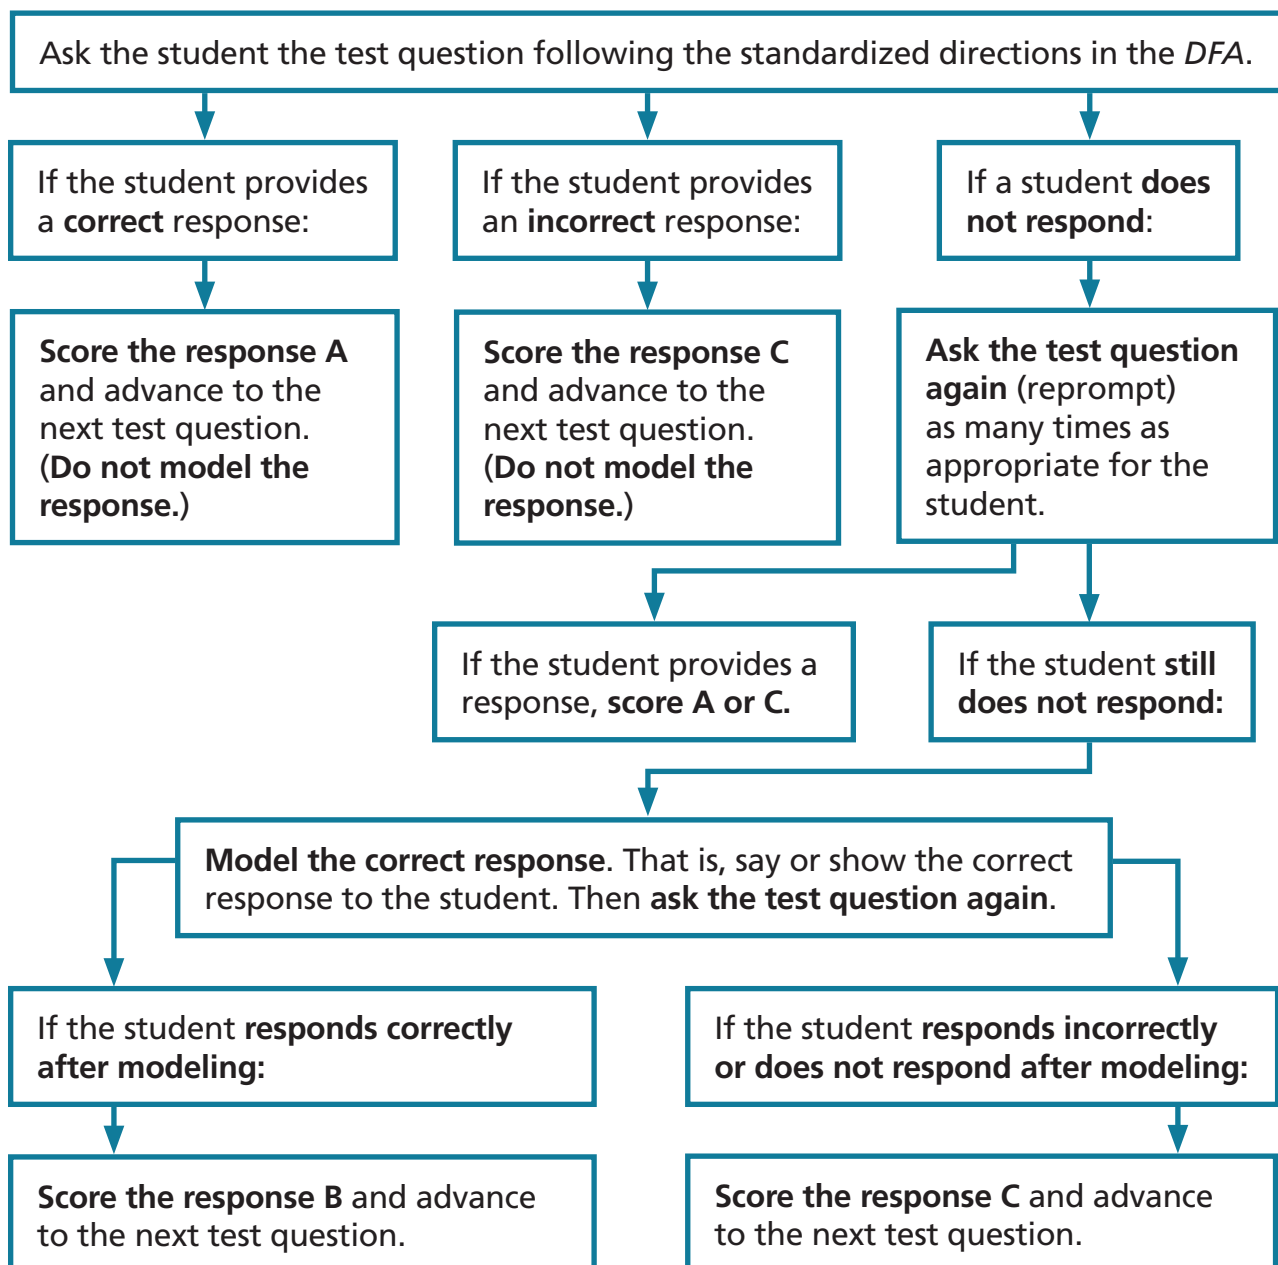 Ask the student the test question following the standardized directions in the DFA.
If the student provides
a correct response:
If the student provides
an incorrect response:
If a student does
not respond:
Score the response A
and advance to the
next test question.
(Do not model the
response.)
Score the response C
and advance to the
next test question.
(Do not model the
response.)
Ask the test question
again (reprompt)
as many times as
appropriate for the
student.
If the student provides a
response, score A or C.
If the student still
does not respond:
Model the correct response. That is, say or show the correct
response to the student. Then ask the test question again.
If the student responds correctly
after modeling:
If the student responds incorrectly
or does not respond after modeling:
Score the response B and advance
to the next test question.
Score the response C and advance
to the next test question.